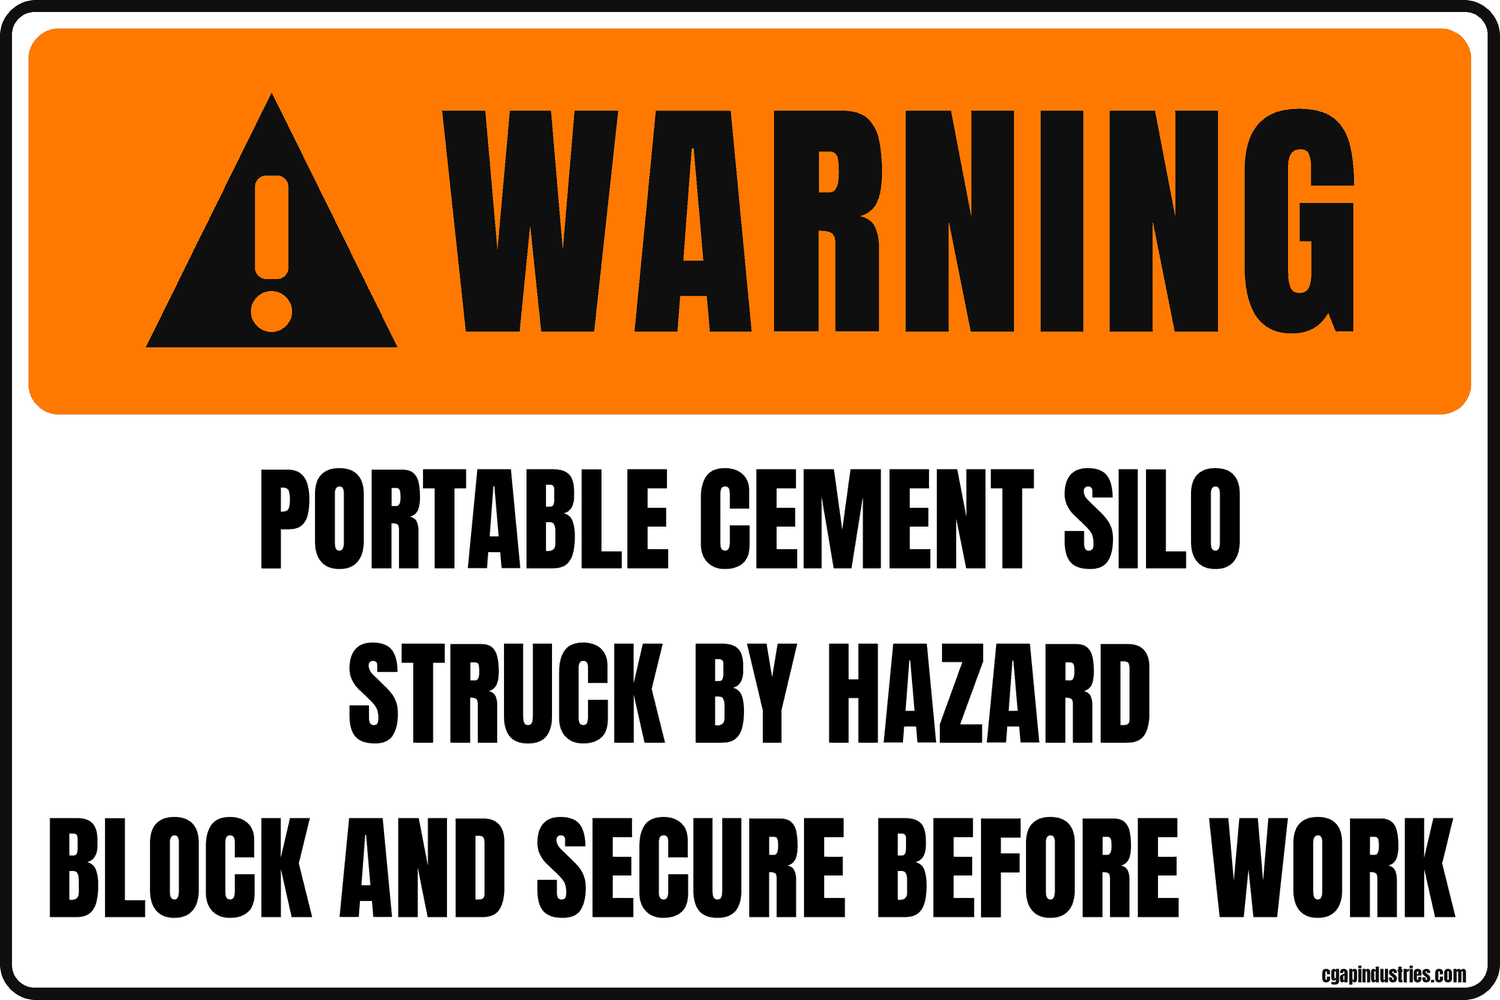 WARNING
PORTABLE CEMENT SILO
STRUCK BY HAZARD
BLOCK AND SECURE BEFORE WORK
cgapindustries.com